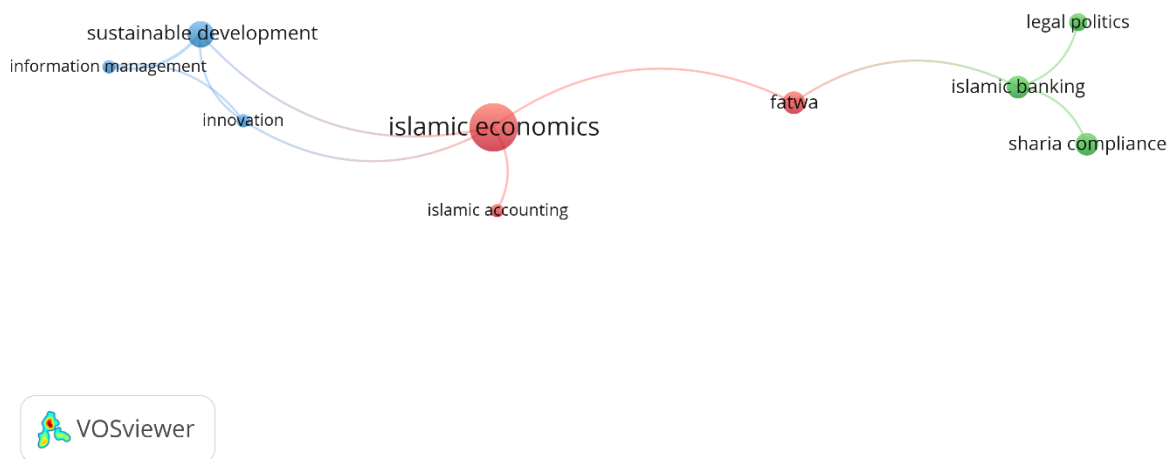 legal politics
sustainable development
information management
islamic banking
fatwa
innovation
islamic economics
sharia compliance
islamic accounting
VOSviewer